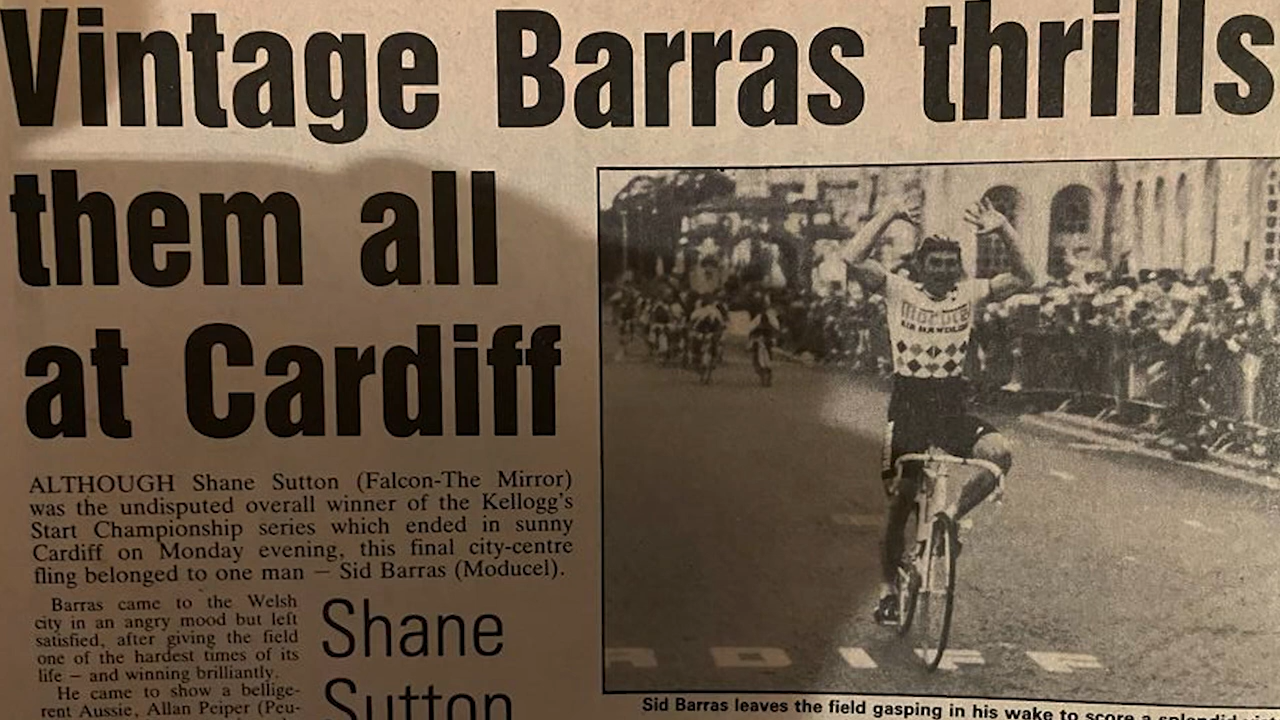 Vintage Barras thrills
them all
at Cardiff
ALTHOUGH Shane Sutton (Falcon-The Mirror)
was the undisputed overall winner of the Kellogg's
Start Championship series which ended in sunny
Cardiff on Monday evening, this final city-centre
fling belonged to one man — Sid Barras (Moducel).
Barras came to the Welsh
city in an angry mood but left
satisfied, after giving the field
one of the hardest times of its
life — and winning brilliantly.
He came to show a bellige-
rent Aussie, Allan Peiper (Peu-
Shane
Sutton
Moducel
AIR HANDLING
Sid Barras leaves the field gasping in his wake to score a splendid